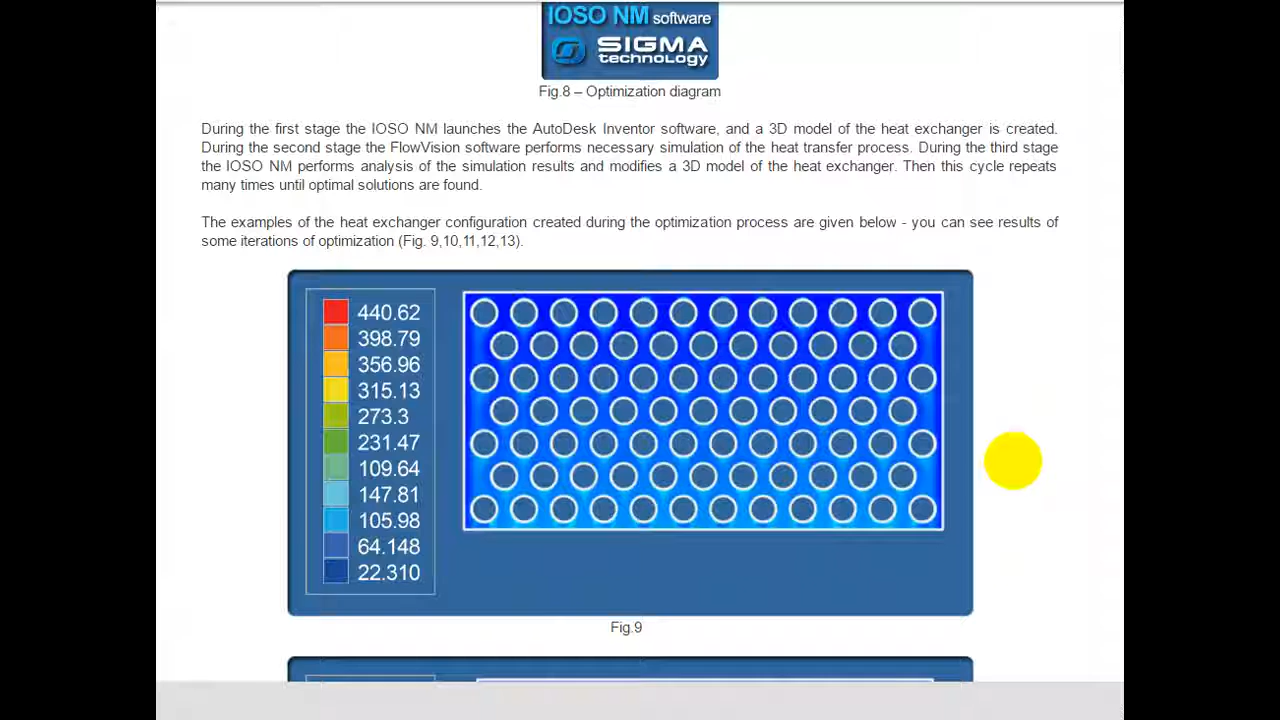 IOSO NM software
SIGMA
technology
Fig.8 – Optimization diagram
During the first stage the IOSO NM launches the AutoDesk Inventor software, and a 3D model of the heat exchanger is created.
During the second stage the FlowVision software performs necessary simulation of the heat transfer process. During the third stage
the IOSO NM performs analysis of the simulation results and modifies a 3D model of the heat exchanger. Then this cycle repeats
many times until optimal solutions are found.
The examples of the heat exchanger configuration created during the optimization process are given below - you can see results of
some iterations of optimization (Fig. 9,10,11,12,13).
440.62
398.79
356.96
315.13
273.3
231.47
109.64
147.81
105.98
64.148
22.310
Fig.9